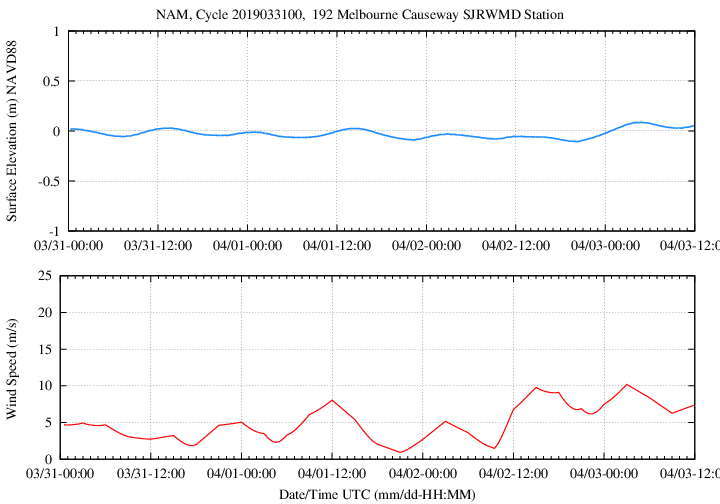 NAM, Cycle 2019033100,  192 Melbourne Causeway SJRWMD Station
Surface Elevation (m) NAVD88
1
0.5
0
-0.5
-1
03/31-00:00 03/31-12:00 04/01-00:00 04/01-12:00 04/02-00:00 04/02-12:00 04/03-00:00 04/03-12:0
Wind Speed (m/s)
25
20
15
10
5
0
03/31-00:00 03/31-12:00 04/01-00:00 04/01-12:00 04/02-00:00 04/02-12:00 04/03-00:00 04/03-12:0
Date/Time UTC (mm/dd-HH:MM)